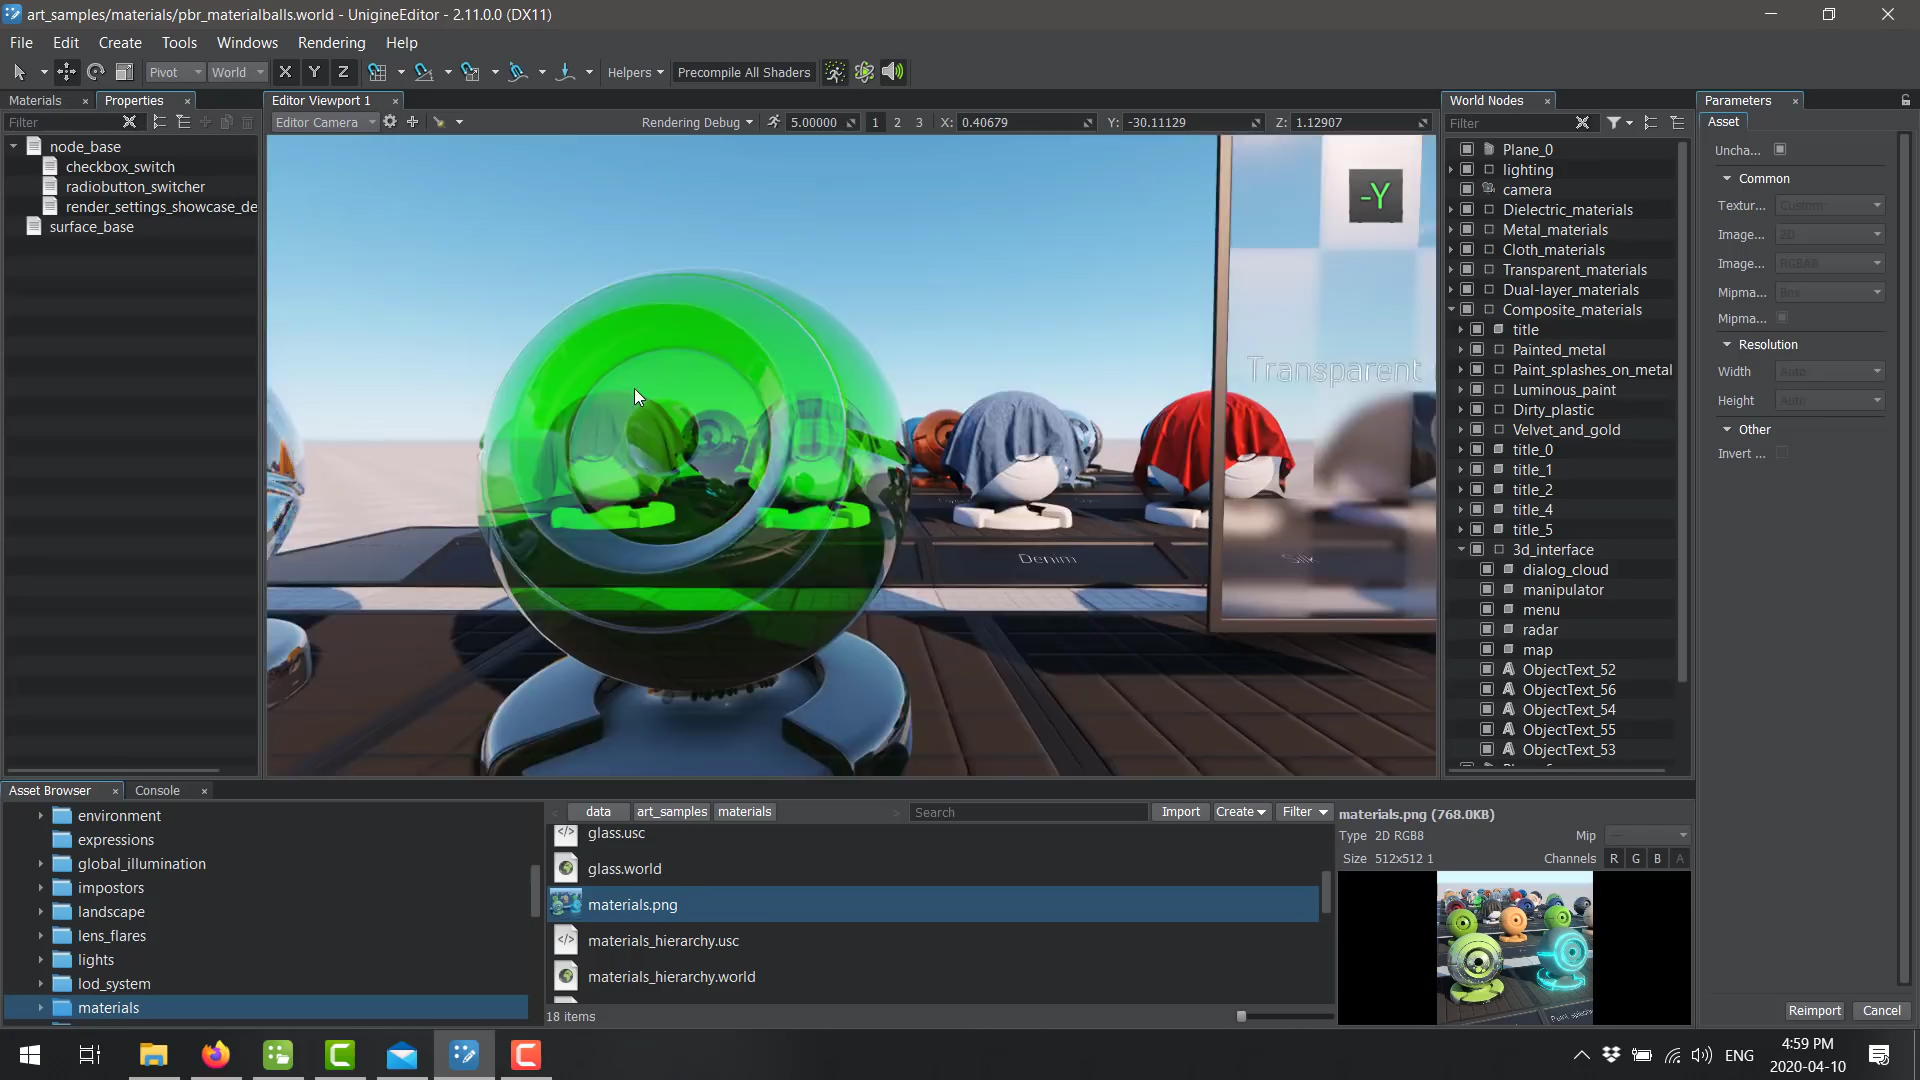 art_samples/materials/pbr_materialballs.world - UnigineEditor - 2.11.0.0 (DX11)
File Edit Create Tools Windows Rendering Help
Pivot World X Y Z Helpers Precompile All Shaders
Materials Properties
Filter
node_base
checkbox_switch
radiobutton_switcher
render_settings_showcase_de
surface_base
Editor Viewport 1
Editor Camera Rendering Debug 5.00000 1 2 3 X: 0.40679 Y: -30.11129 Z: 1.12907
-Y
Transparent
Denim
Silk
World Nodes
Filter
Plane_0
lighting
camera
Dielectric_materials
Metal_materials
Cloth_materials
Transparent_materials
Dual-layer_materials
Composite_materials
title
Painted_metal
Paint_splashes_on_metal
Luminous_paint
Dirty_plastic
Velvet_and_gold
title_0
title_1
title_2
title_4
title_5
3d_interface
dialog_cloud
manipulator
menu
radar
map
ObjectText_52
ObjectText_56
ObjectText_54
ObjectText_55
ObjectText_53
Parameters
Asset
Uncha...
Common
Textur... Custom
Image... 2D
Image... RGBA8
Mipma... Box
Mipma...
Resolution
Width Auto
Height Auto
Other
Invert ...
Reimport Cancel
Asset Browser Console
environment
expressions
global_illumination
impostors
landscape
lens_flares
lights
lod_system
materials
data art_samples materials Search Import Create Filter
glass.usc
glass.world
materials.png
materials_hierarchy.usc
materials_hierarchy.world
18 items
materials.png (768.0KB)
Type 2D RGB8 Mip
Size 512x512 1 Channels R G B A
ENG
4:59 PM
2020-04-10